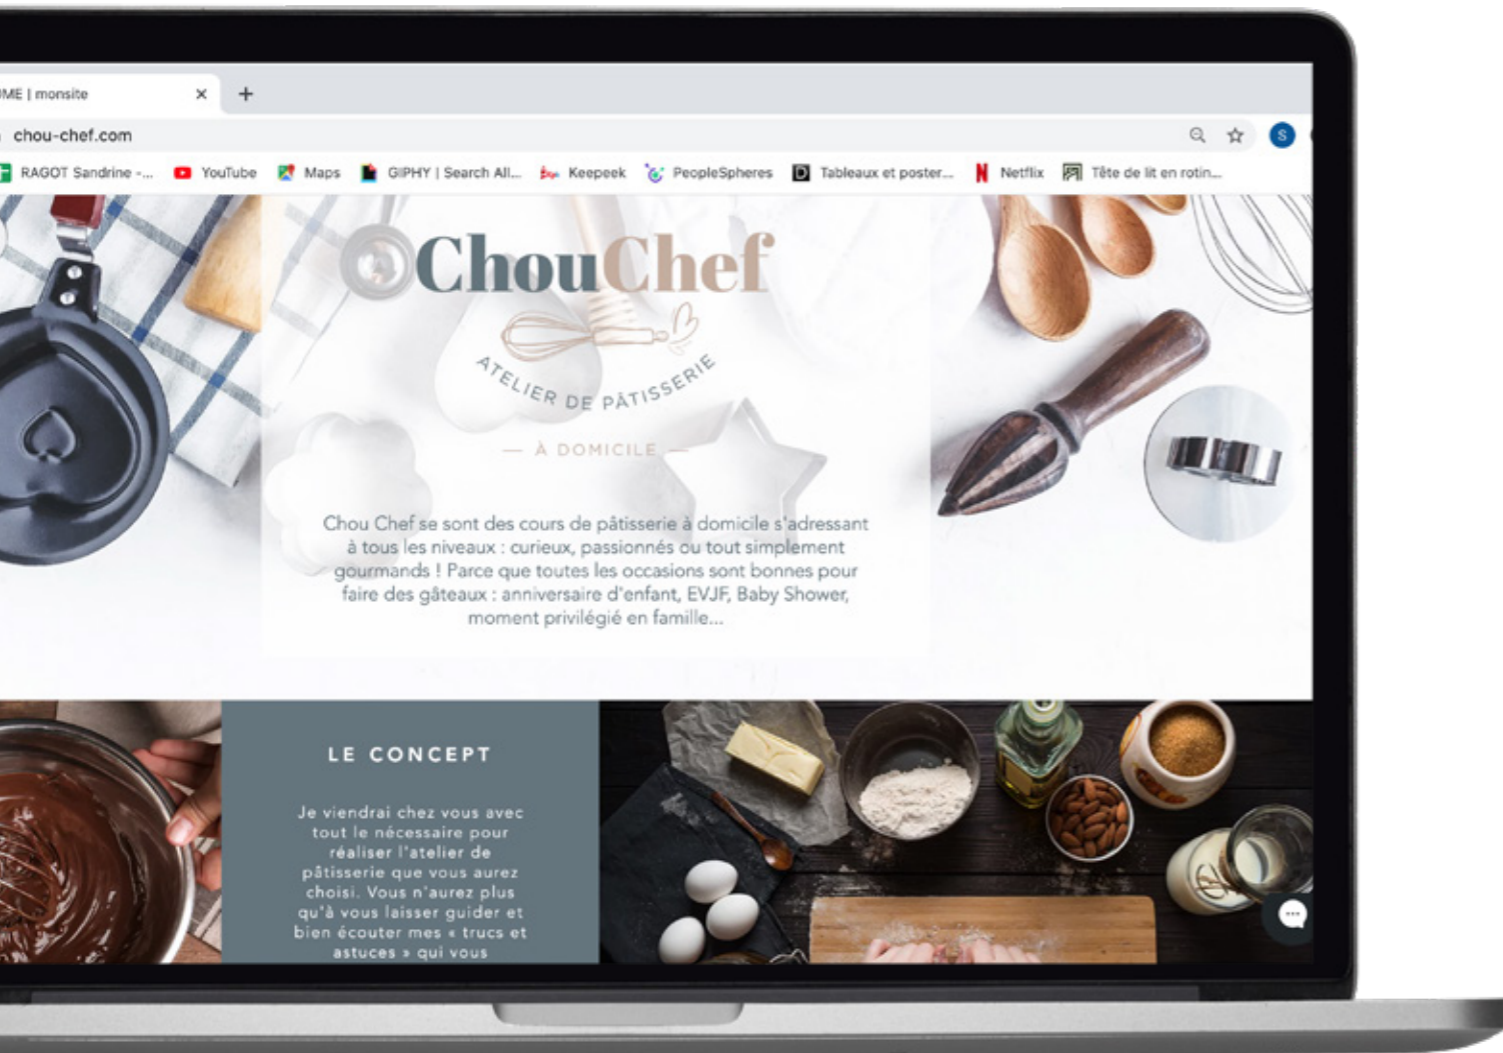 ME | monsite
chou-chef.com
S
RAGOT Sandrine -...
YouTube
Maps
GIPHY | Search All...
Keepeek
PeopleSpheres
D
Tableaux et poster...
N
Netflix
Tête de lit en rotin...
ChouChef
ATELIER DE PÂTISSERIE
— À DOMICILE —
Chou Chef se sont des cours de pâtisserie à domicile s'adressant
à tous les niveaux : curieux, passionnés ou tout simplement
gourmands ! Parce que toutes les occasions sont bonnes pour
faire des gâteaux : anniversaire d'enfant, EVJF, Baby Shower,
moment privilégié en famille...
LE CONCEPT
Je viendrai chez vous avec
tout le nécessaire pour
réaliser l'atelier de
pâtisserie que vous aurez
choisi. Vous n'aurez plus
qu'à vous laisser guider et
bien écouter mes « trucs et
astuces » qui vous